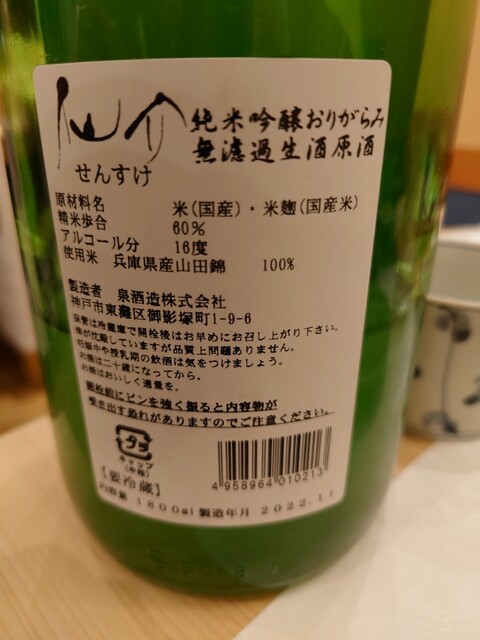 仙介
せんすけ
純米吟醸おりがらみ
無濾過生酒原酒
原材料名 米(国産)・米麹(国産米)
精米歩合 60%
アルコール分 16度
使用米 兵庫県産山田錦 100%
製造者 泉酒造株式会社
神戸市東灘区御影塚町1-9-6
保管は冷蔵庫で開栓後はお早めにお召し上がり下さい。
滓が沈殿していますが品質上問題ありません。
妊娠中や授乳期の飲酒は気をつけましょう。
お酒は二十歳になってから。
お酒はおいしく適量を。
開栓前にビンを強く振ると内容物が
吹き出す恐れがありますのでご注意ください。
キャップ
【要冷蔵】
4 958964 010213
内容量 1800ml 製造年月 2022.11